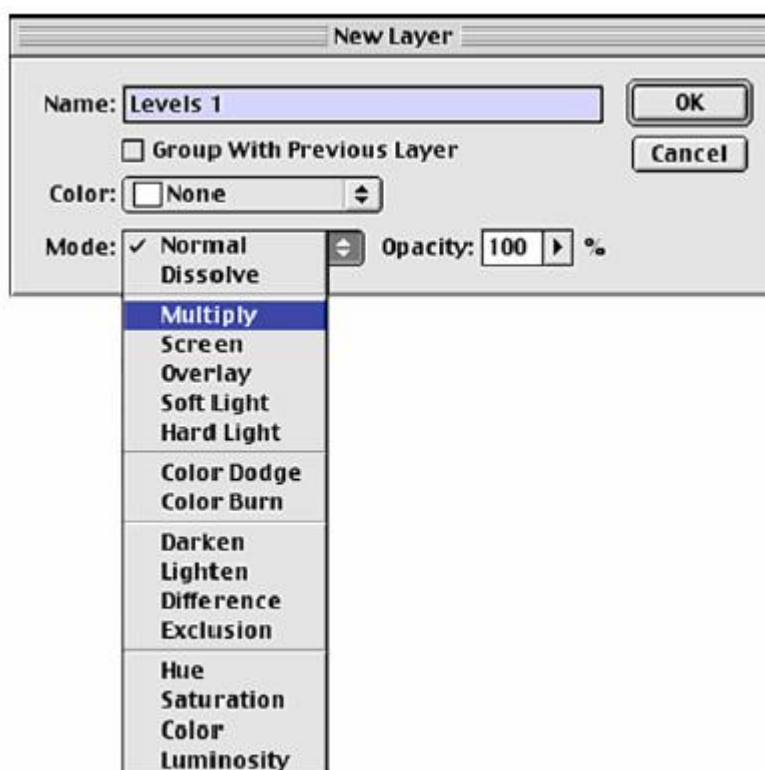 New Layer
Name: Levels 1
OK
Group With Previous Layer
Cancel
Color: None
Mode: ✓ Normal Opacity: 100 %
Dissolve
Multiply
Screen
Overlay
Soft Light
Hard Light
Color Dodge
Color Burn
Darken
Lighten
Difference
Exclusion
Hue
Saturation
Color
Luminosity